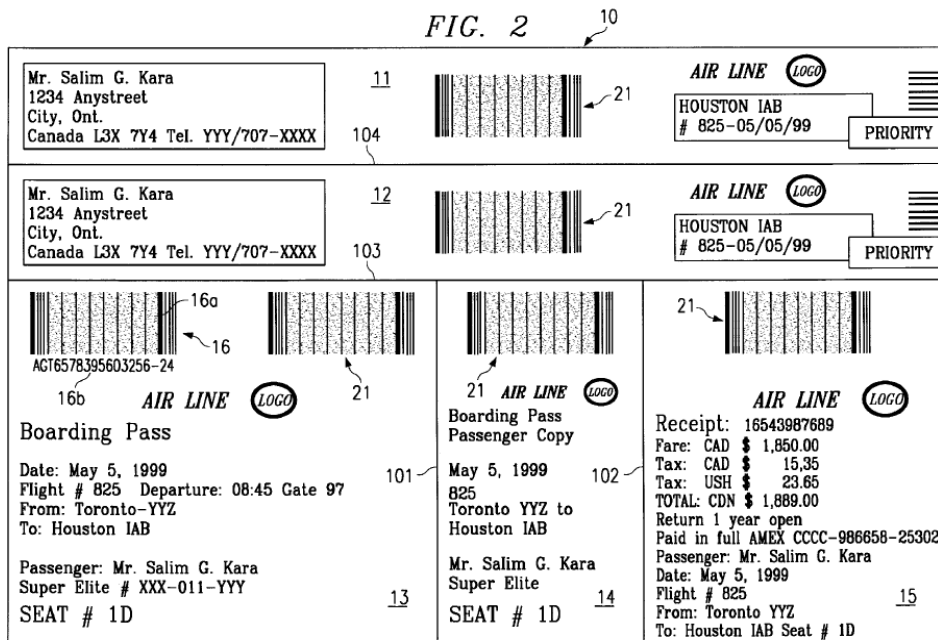 FIG. 2
10
Mr. Salim G. Kara
1234 Anystreet
City, Ont.
Canada L3X 7Y4 Tel. YYY/707-XXXX
11
104
21
AIR LINE LOGO
HOUSTON IAB
# 825-05/05/99
PRIORITY
Mr. Salim G. Kara
1234 Anystreet
City, Ont.
Canada L3X 7Y4 Tel. YYY/707-XXXX
12
103
21
AIR LINE LOGO
HOUSTON IAB
# 825-05/05/99
PRIORITY
16a
16
AGT6578395603256-24
16b
21
AIR LINE LOGO
Boarding Pass
Date: May 5, 1999
Flight # 825 Departure: 08:45 Gate 97
From: Toronto-YYZ
To: Houston IAB
Passenger: Mr. Salim G. Kara
Super Elite # XXX-011-YYY
SEAT # 1D
13
101
21
AIR LINE LOGO
Boarding Pass
Passenger Copy
May 5, 1999
825
Toronto YYZ to
Houston IAB
Mr. Salim G. Kara
Super Elite
SEAT # 1D
14
102
21
AIR LINE LOGO
Receipt: 16543987689
Fare: CAD $ 1,850.00
Tax: CAD $ 15,35
Tax: USH $ 23.65
TOTAL: CDN $ 1,889.00
Return 1 year open
Paid in full AMEX CCCC-986658-25302
Passenger: Mr. Salim G. Kara
Date: May 5, 1999
Flight # 825
From: Toronto YYZ
To: Houston IAB Seat # 1D
15